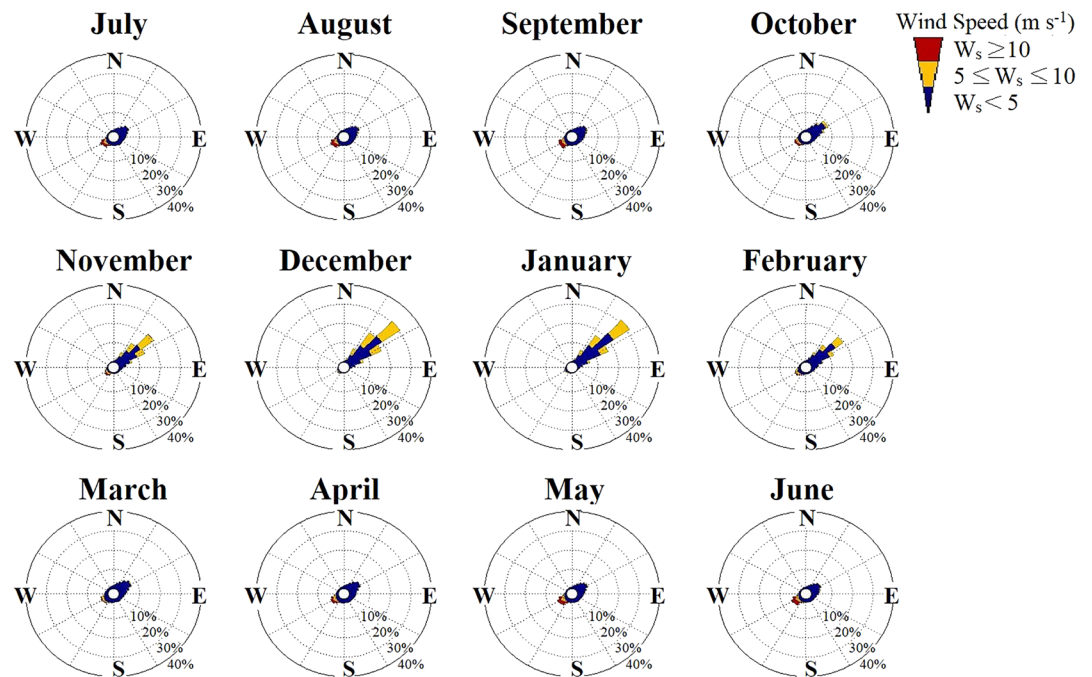 July August September October Wind Speed (m s⁻¹)
Wₛ ≥10
5 ≤ Wₛ ≤ 10
Wₛ< 5
N N N N
W E W E W E W E
10% 10% 10% 10%
20% 20% 20% 20%
30% 30% 30% 30%
S 40% S 40% S 40% S 40%
November December January February
N N N N
W E W E W E W E
10% 10% 10% 10%
20% 20% 20% 20%
30% 30% 30% 30%
S 40% S 40% S 40% S 40%
March April May June
N N N N
W E W E W E W E
10% 10% 10% 10%
20% 20% 20% 20%
30% 30% 30% 30%
S 40% S 40% S 40% S 40%